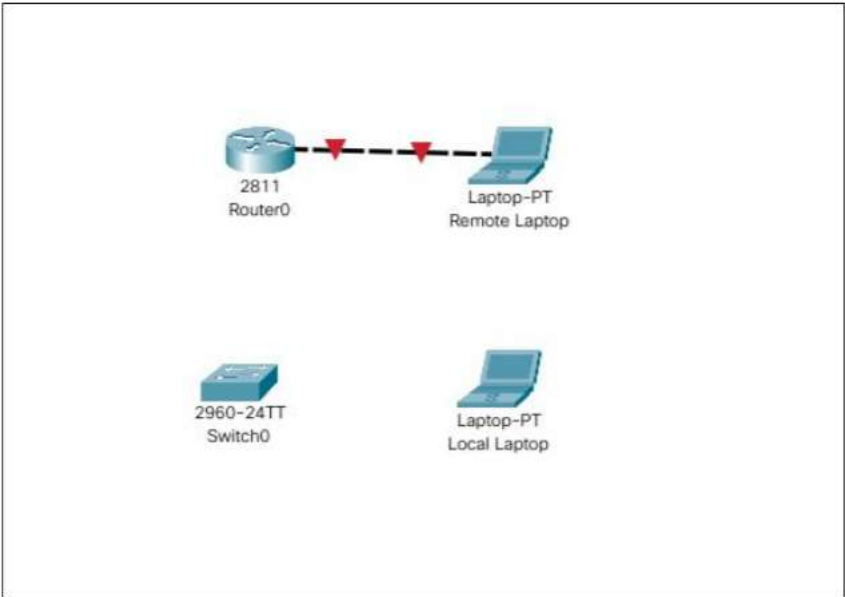 2811
Router0
Laptop-PT
Remote Laptop
2960-24TT
Switch0
Laptop-PT
Local Laptop